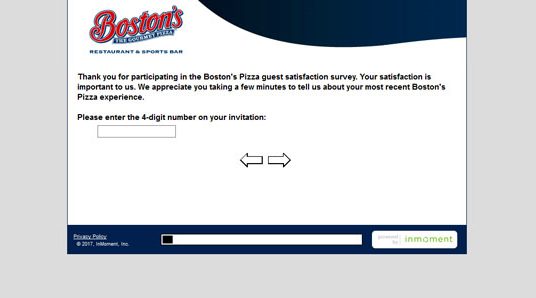 Boston's
THE GOURMET PIZZA
RESTAURANT & SPORTS BAR
Thank you for participating in the Boston's Pizza guest satisfaction survey. Your satisfaction is
important to us. We appreciate you taking a few minutes to tell us about your most recent Boston's
Pizza experience.
Please enter the 4-digit number on your invitation:
Privacy Policy
© 2017, InMoment, Inc.
powered
by
inmoment